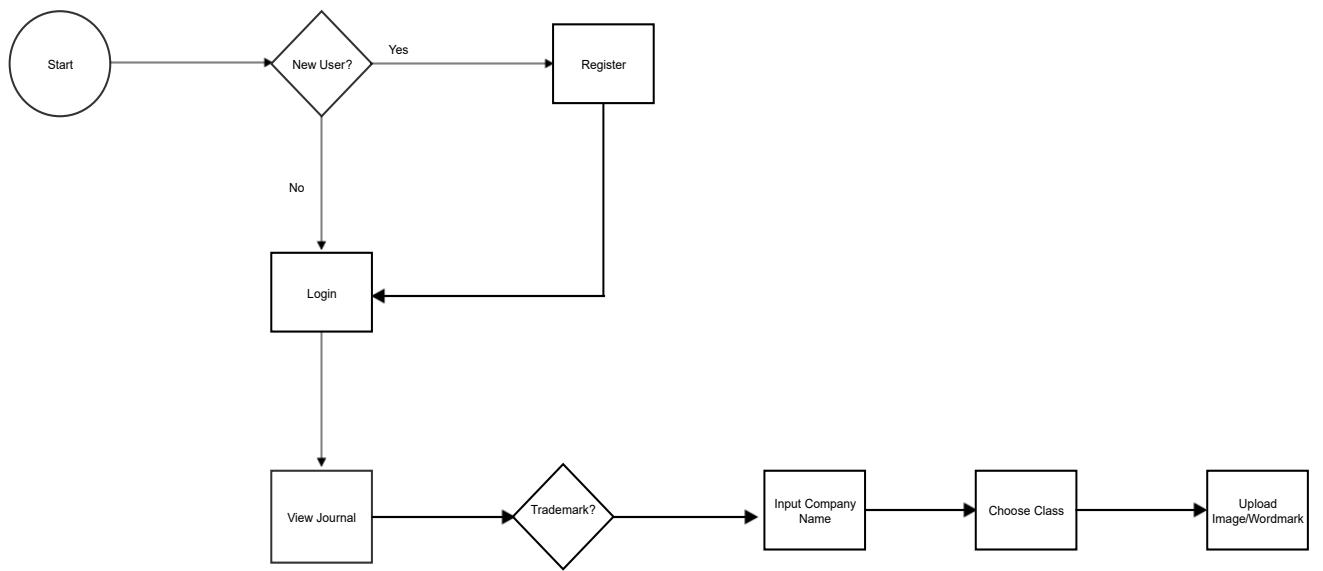 Start
New User?
Yes
Register
No
Login
View Journal
Trademark?
Input Company
Name
Choose Class
Upload
Image/Wordmark